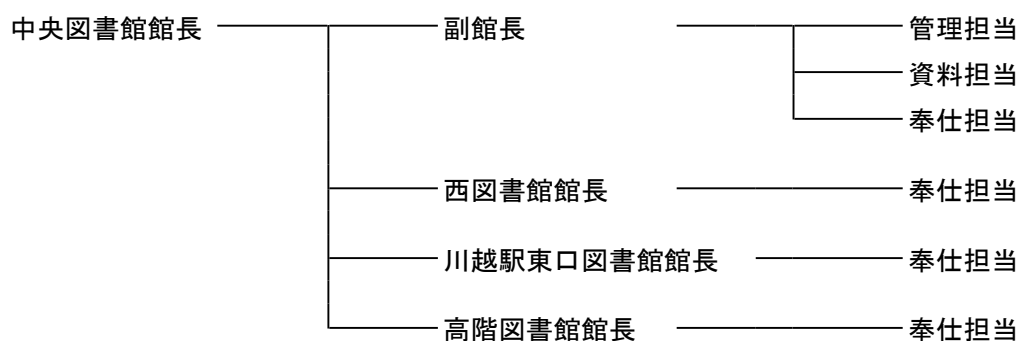 中央図書館館長 副館長 管理担当
資料担当
奉仕担当
西図書館館長 奉仕担当
川越駅東口図書館館長 奉仕担当
高階図書館館長 奉仕担当